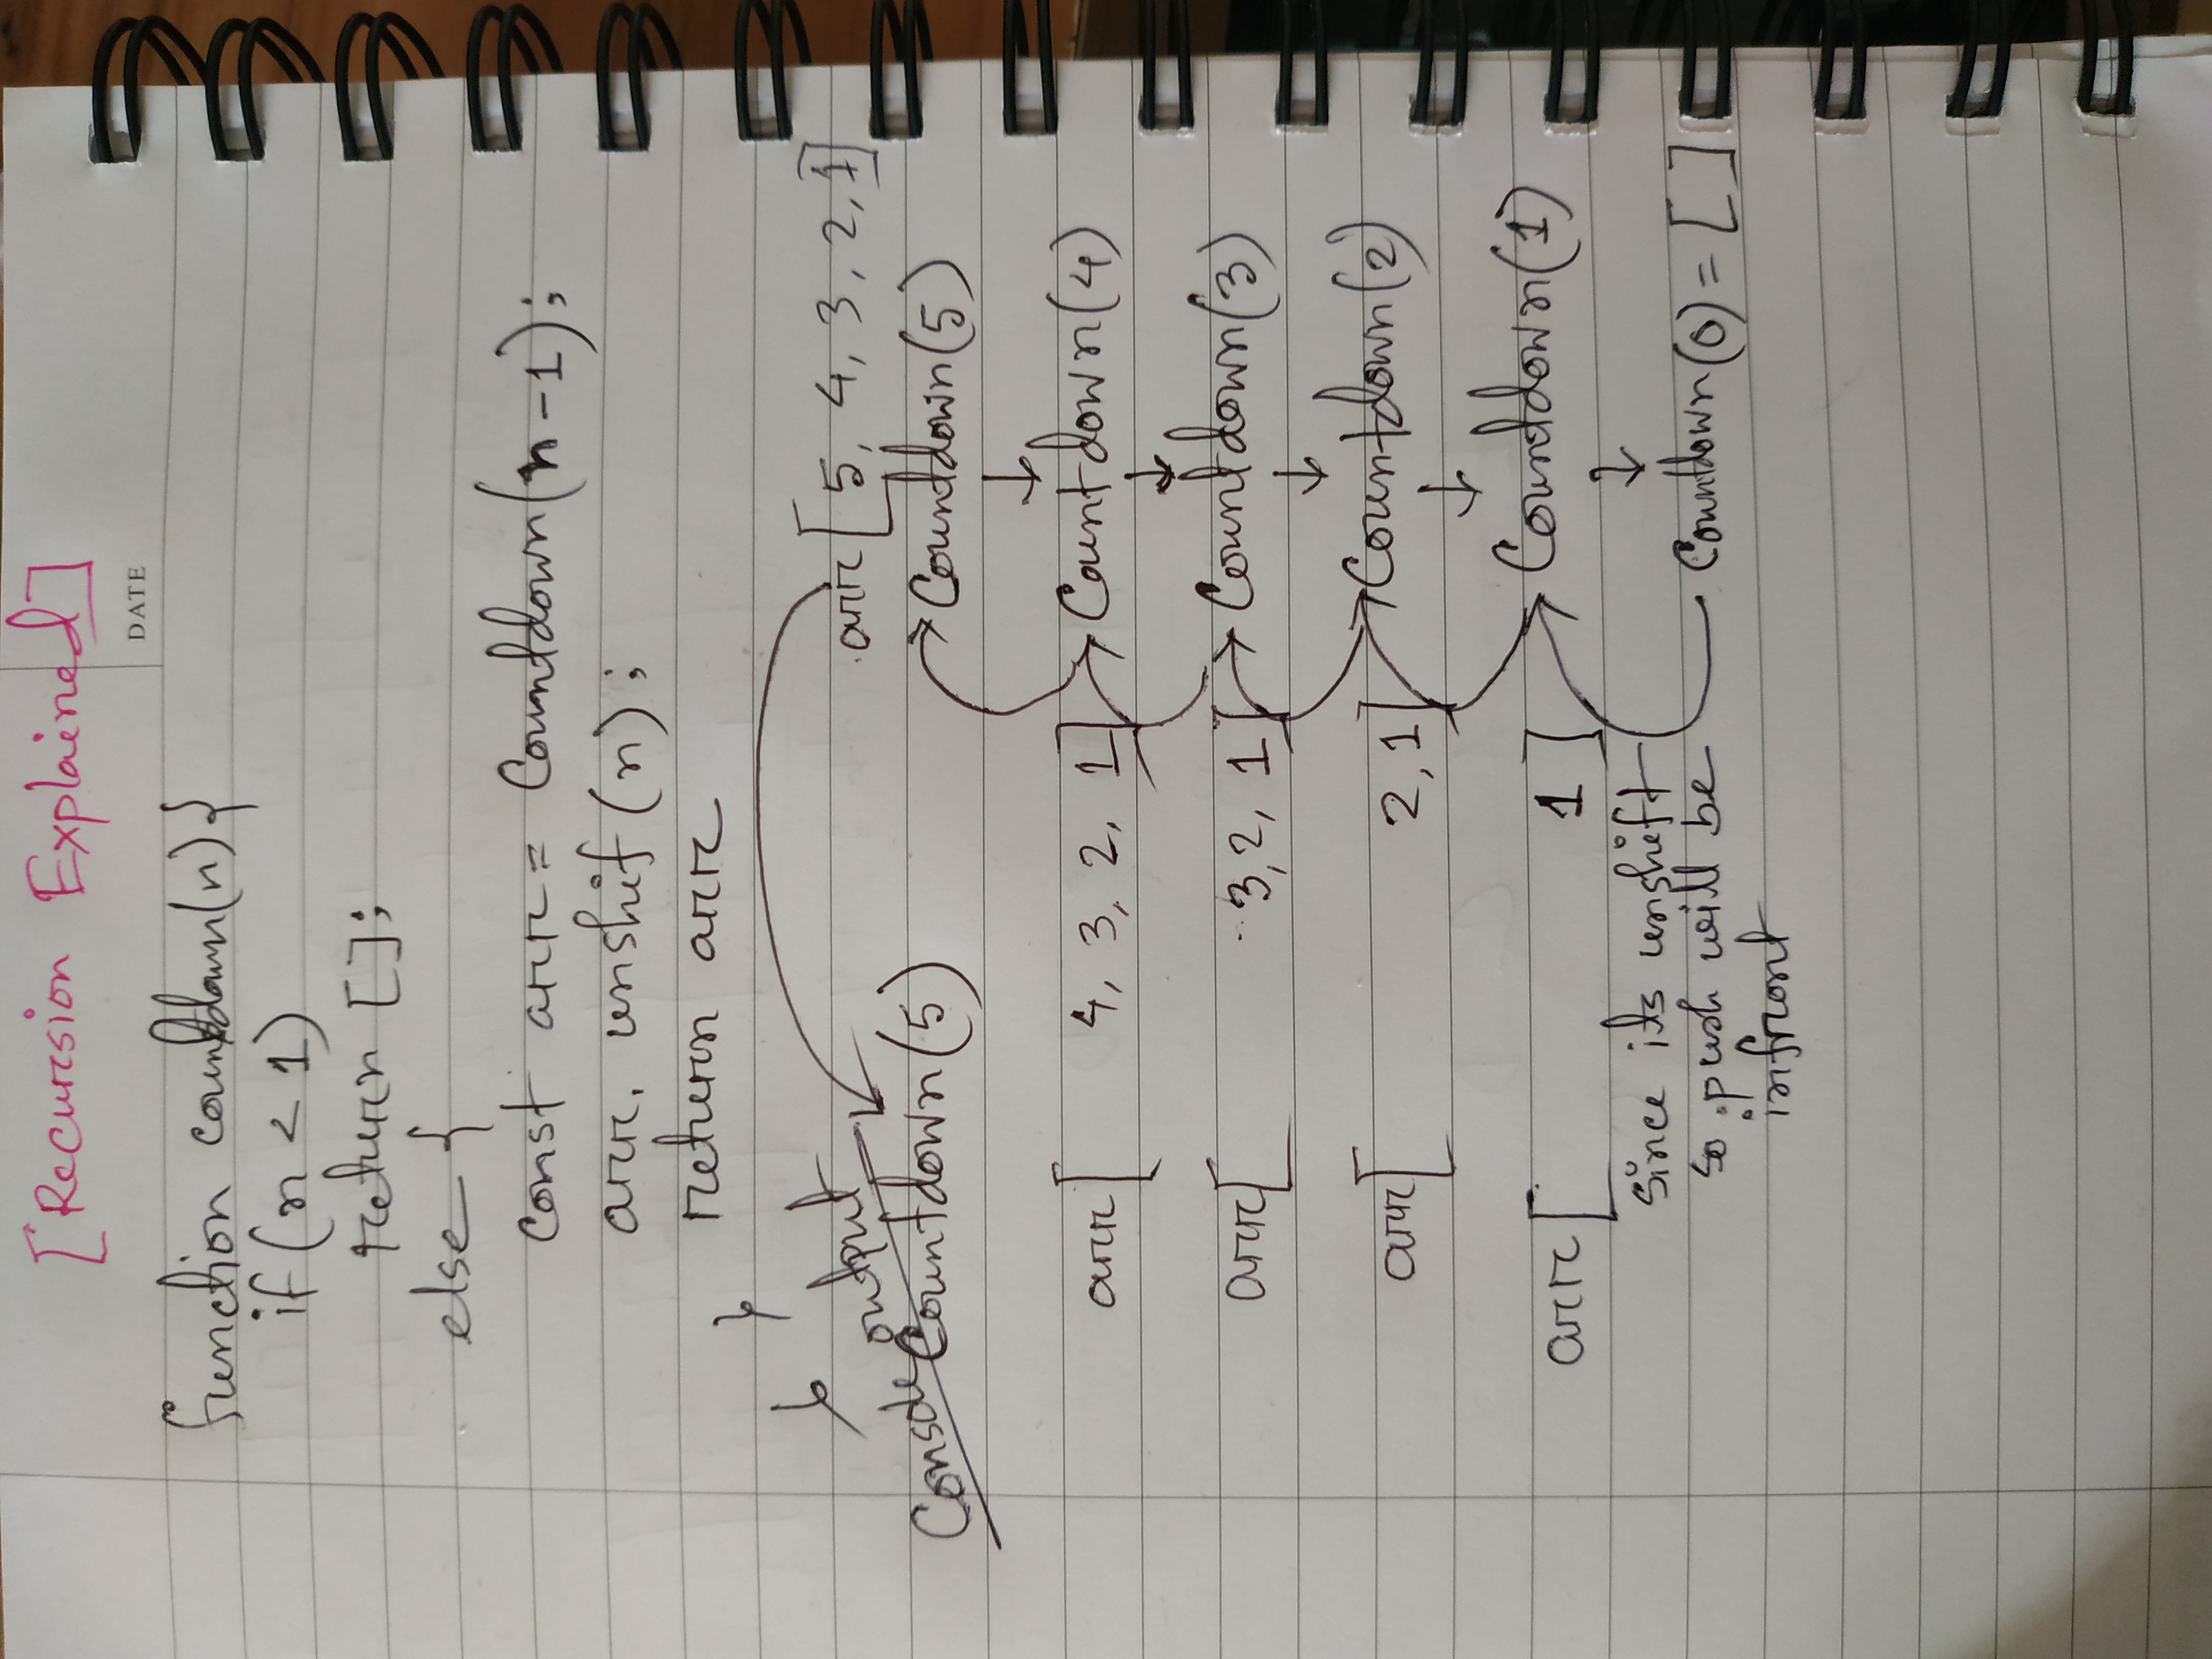 [Recursion Explained]
DATE
function countdown(n){
if (n < 1)
return [];
else {
const arr = Countdown(n-1);
arr. unshif (n);
return arr
}
}
Console output
Countdown(5)
arr[ 5, 4, 3, 2, 1]
Countdown(5)
↓
arr[ 4, 3, 2, 1] Countdown(4)
↓
arr[ 3, 2, 1] Countdown(3)
↓
arr[ 2, 1] Countdown(2)
↓
arr[ 1] Countdown(1)
↓
since its unshift
so push will be
infront
Countdown(0) = [ ]